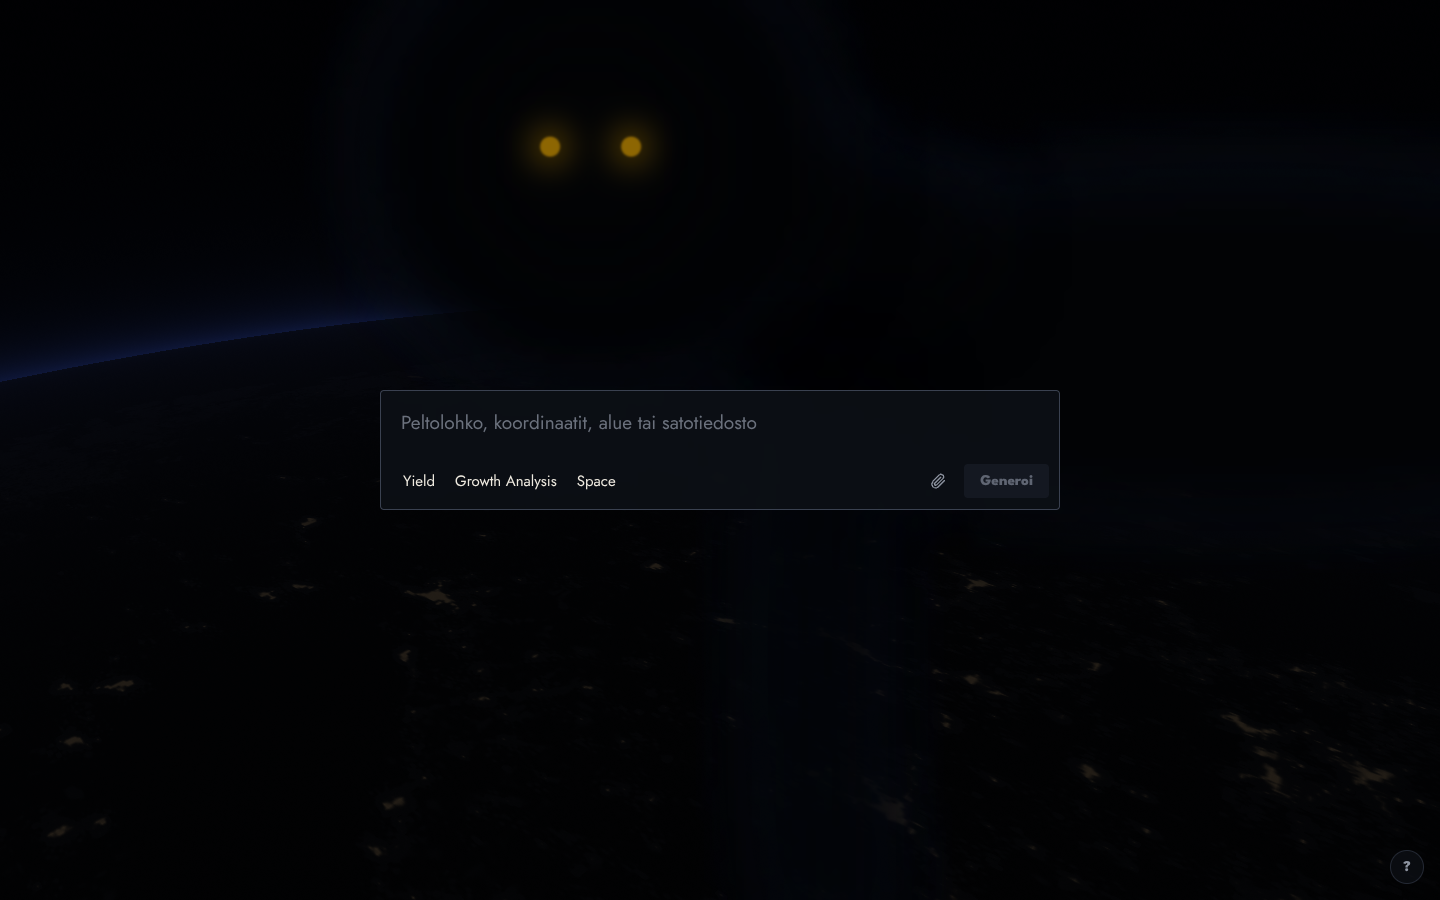 Peltolohko, koordinaatit, alue tai satotiedosto
Yield Growth Analysis Space Generoi
?